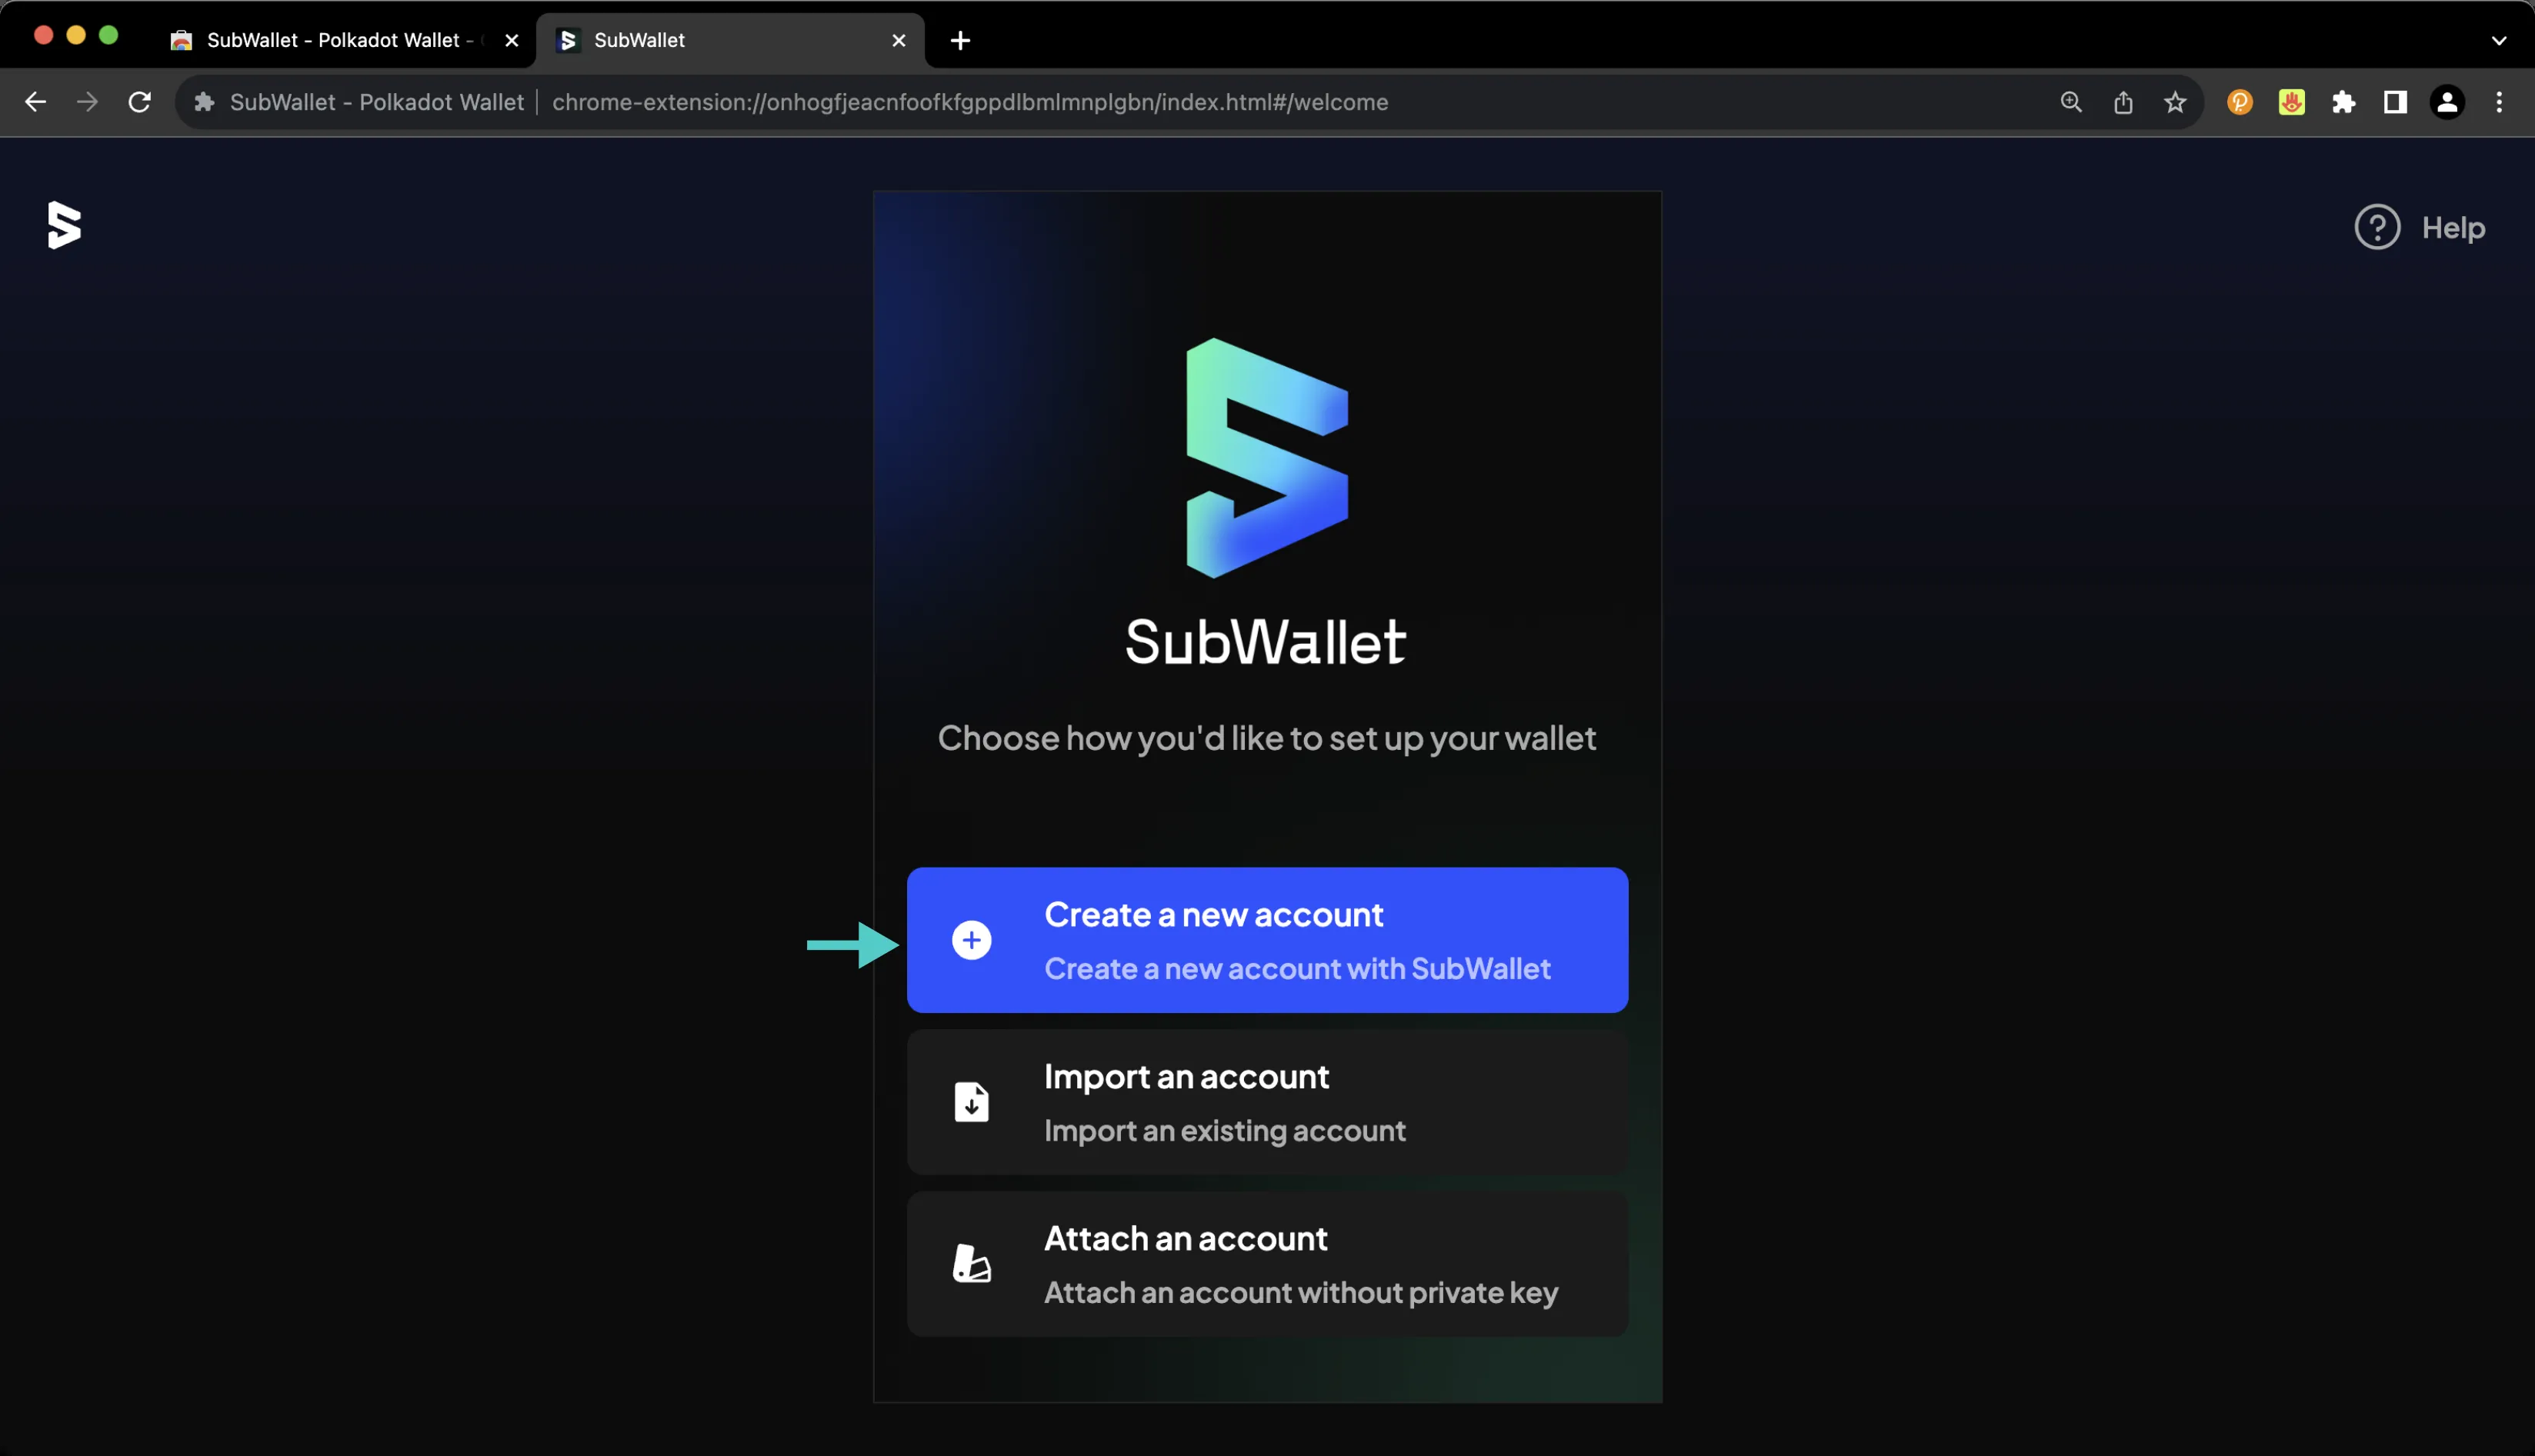 SubWallet - Polkadot Wallet -
SubWallet
SubWallet - Polkadot Wallet
chrome-extension://onhogfjeacnfoofkfgppdlbmlmnplgbn/index.html#/welcome
Help
SubWallet
Choose how you'd like to set up your wallet
Create a new account
Create a new account with SubWallet
Import an account
Import an existing account
Attach an account
Attach an account without private key